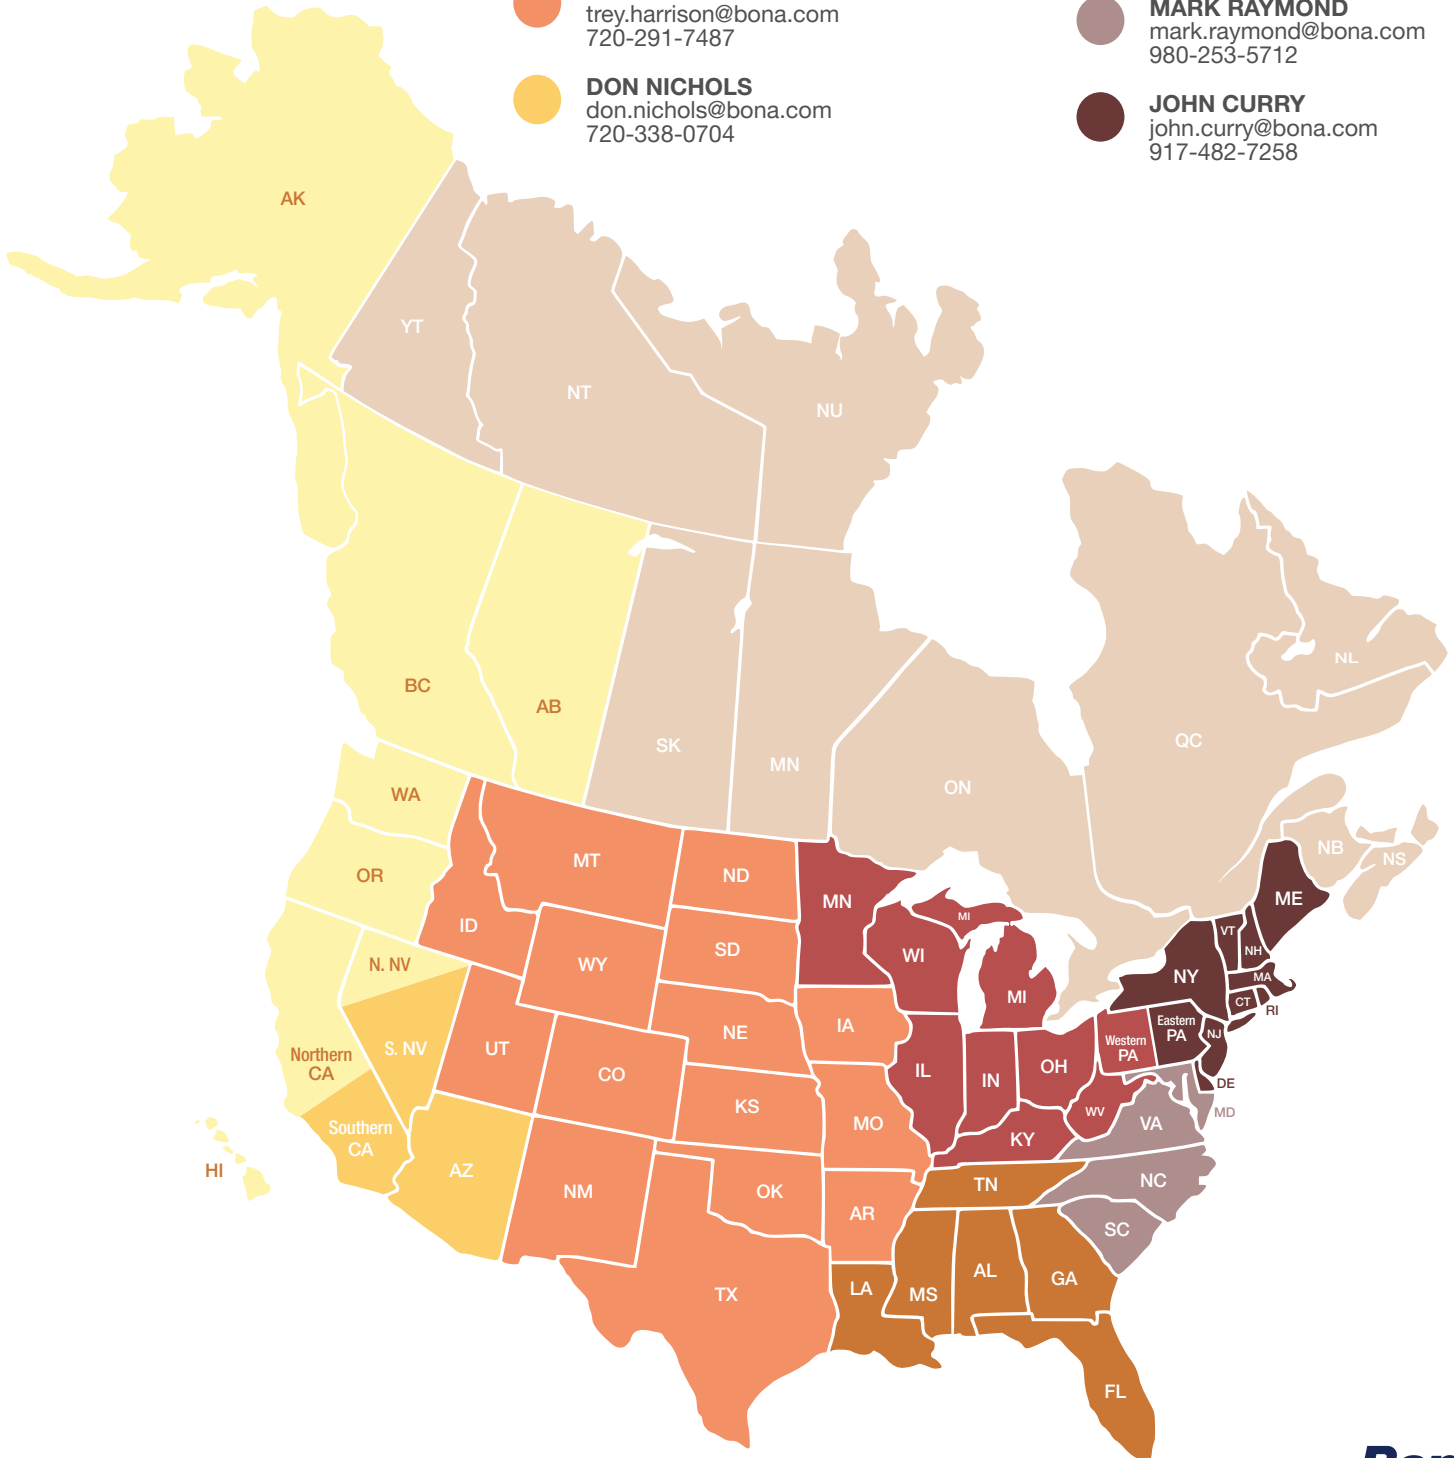 trey.harrison@bona.com
720-291-7487
DON NICHOLS
don.nichols@bona.com
720-338-0704
MARK RAYMOND
mark.raymond@bona.com
980-253-5712
JOHN CURRY
john.curry@bona.com
917-482-7258
AK
YT
NT
NU
BC
AB
SK
MN
ON
QC
NL
NB
NS
WA
OR
ID
MT
ND
MN
MI
WI
MI
SD
WY
N. NV
S. NV
Northern
CA
Southern
CA
UT
CO
NE
IA
KS
MO
IL
IN
OH
KY
WV
Western
PA
Eastern
PA
NY
VT
NH
ME
MA
CT
RI
NJ
DE
MD
VA
NC
SC
TN
AZ
NM
OK
AR
TX
LA
MS
AL
GA
FL
HI